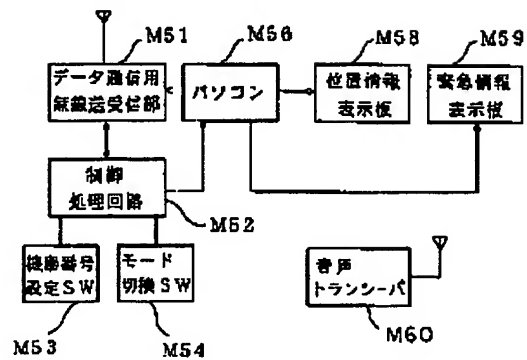 M51
データ通信用
無線送受信部
M56
パソコン
M58
位置情報
表示板
M59
緊急情報
表示板
制御
処理回路
M52
機番号
設定SW
M53
モード
切換SW
M54
音声
トランシーバ
M60